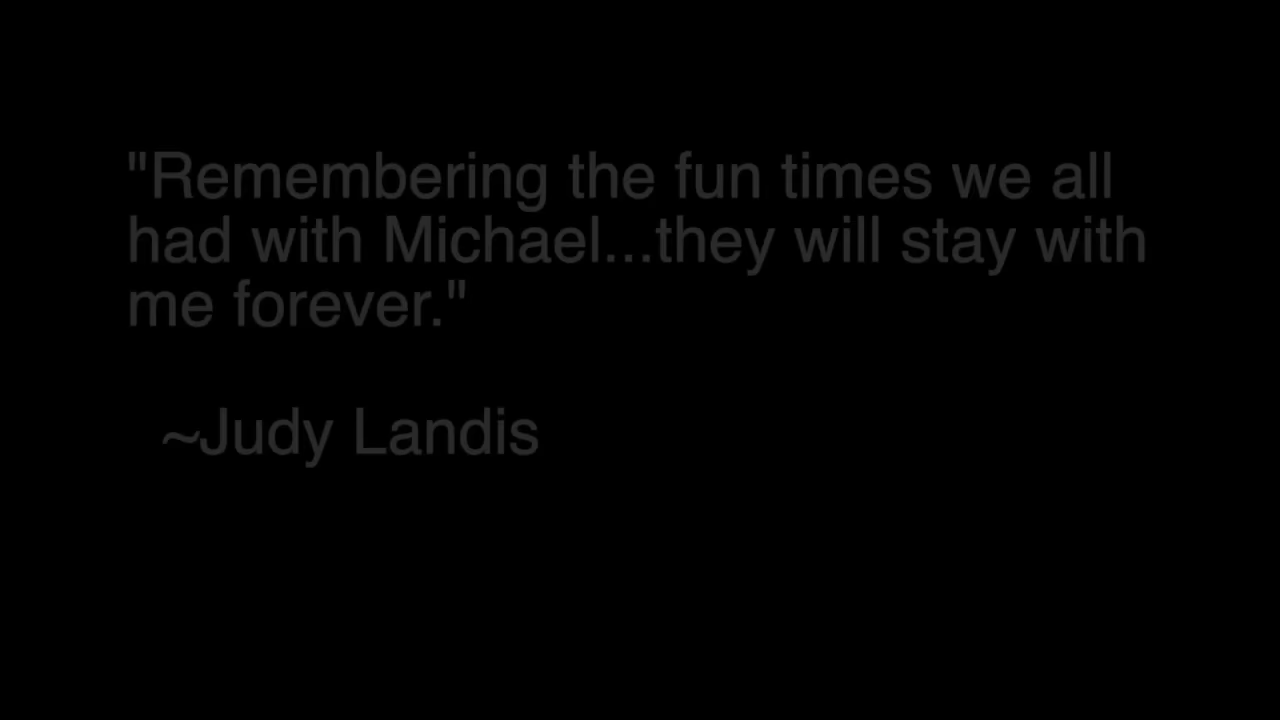 "Remembering the fun times we all
had with Michael...they will stay with
me forever."
~Judy Landis